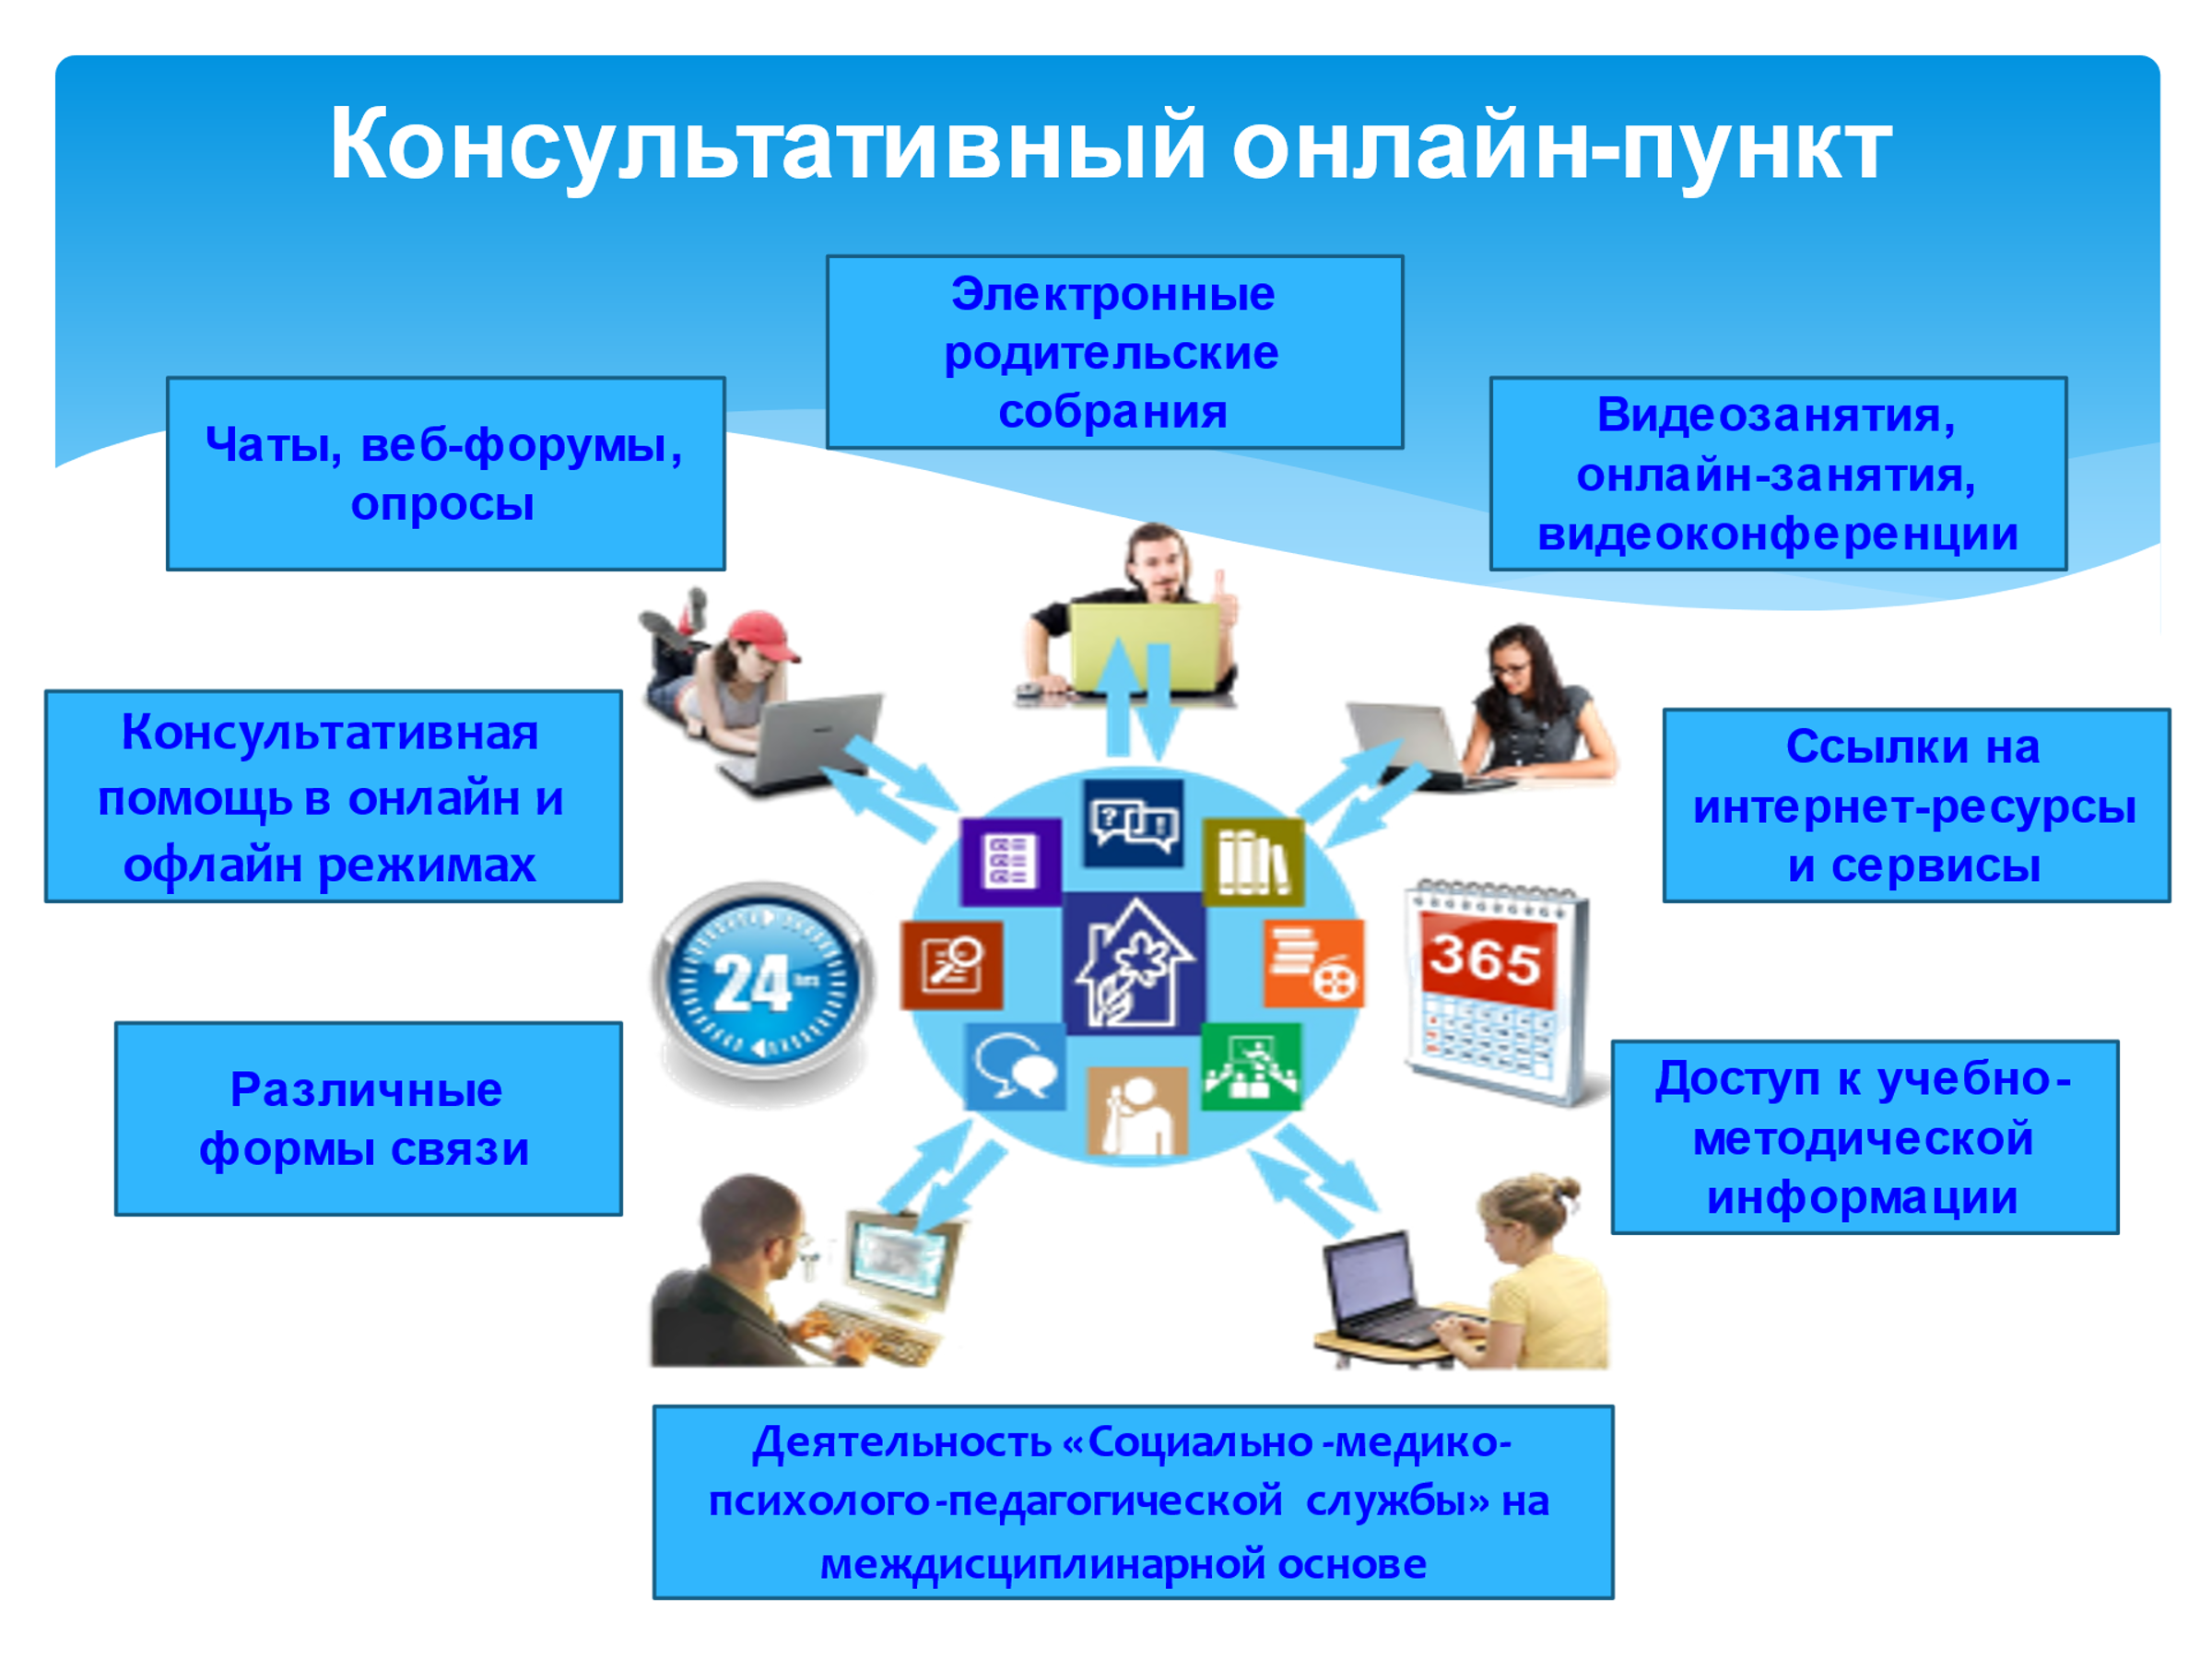 Консультативный онлайн-пункт
Электронные
родительские
собрания
Чаты, веб-форумы,
опросы
Видеозанятия,
онлайн-занятия,
видеоконференции
Консультативная
помощь в онлайн и
офлайн режимах
Ссылки на
интернет-ресурсы
и сервисы
24
365
Различные
формы связи
Доступ к учебно-
методической
информации
Деятельность «Социально-медико-
психолого-педагогической службы» на
междисциплинарной основе